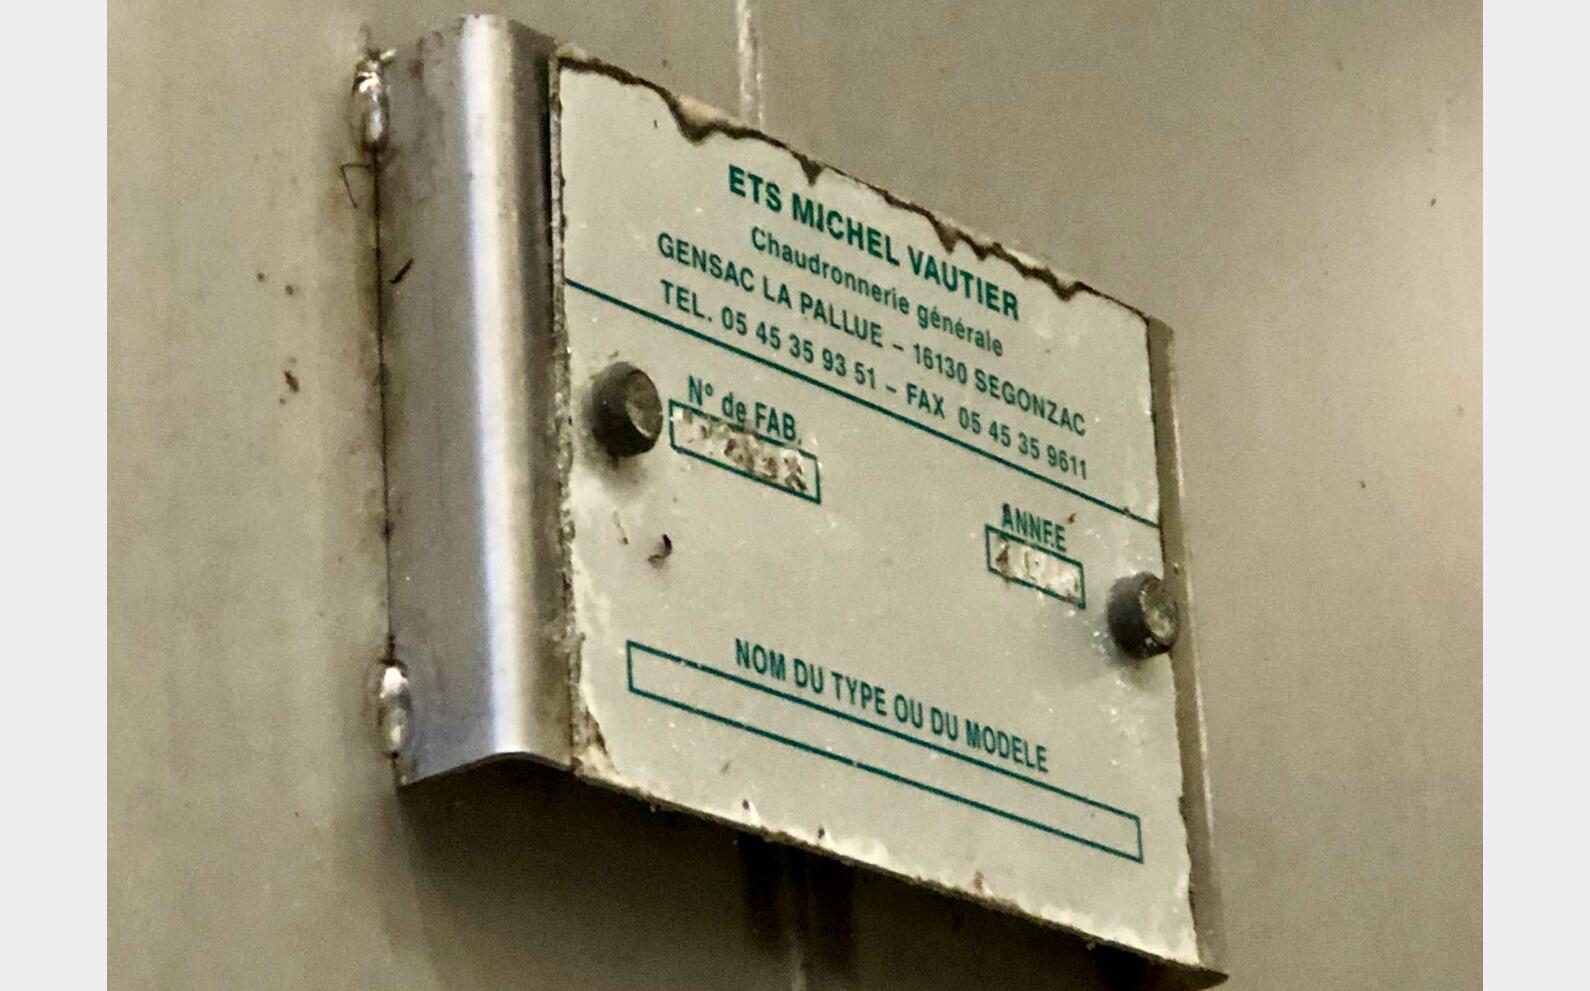 ETS MICHEL VAUTIER
Chaudronnerie générale
GENSAC LA PALLUE – 16130 SEGONZAC
TEL. 05 45 35 93 51 – FAX 05 45 35 9611
N° de FAB.
ANNEE
NOM DU TYPE OU DU MODELE